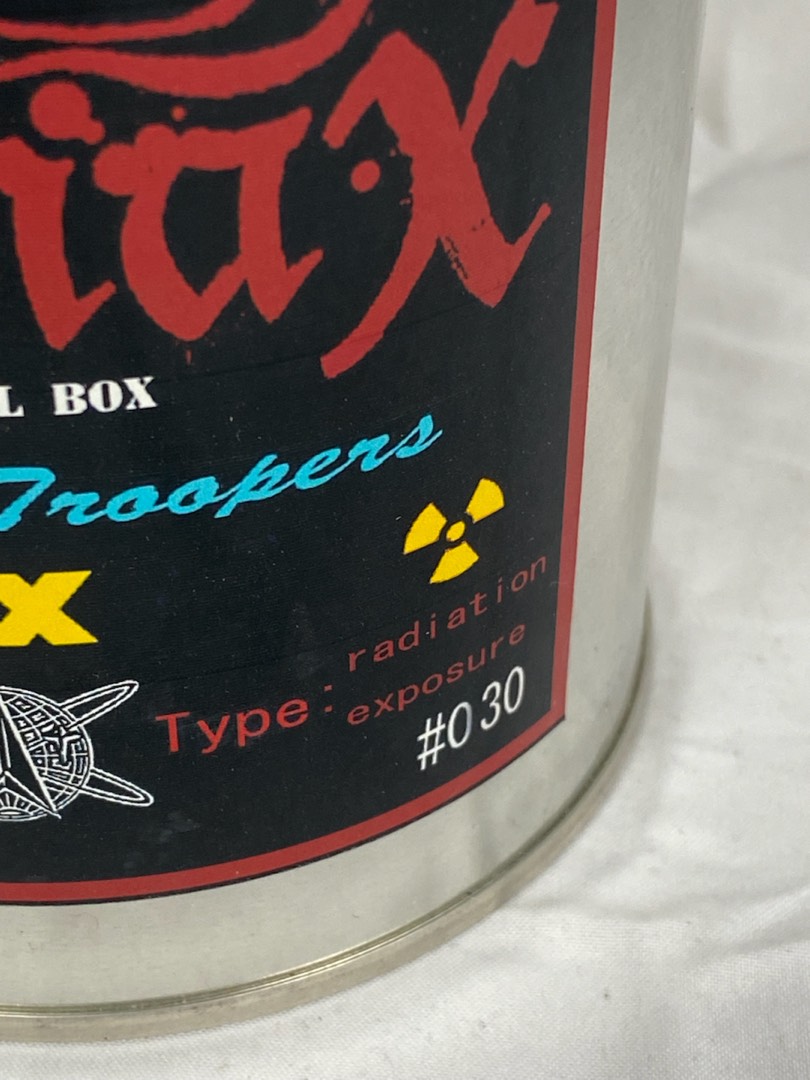 iax
L BOX
Troopers
x
radiation
Type: exposure
#030